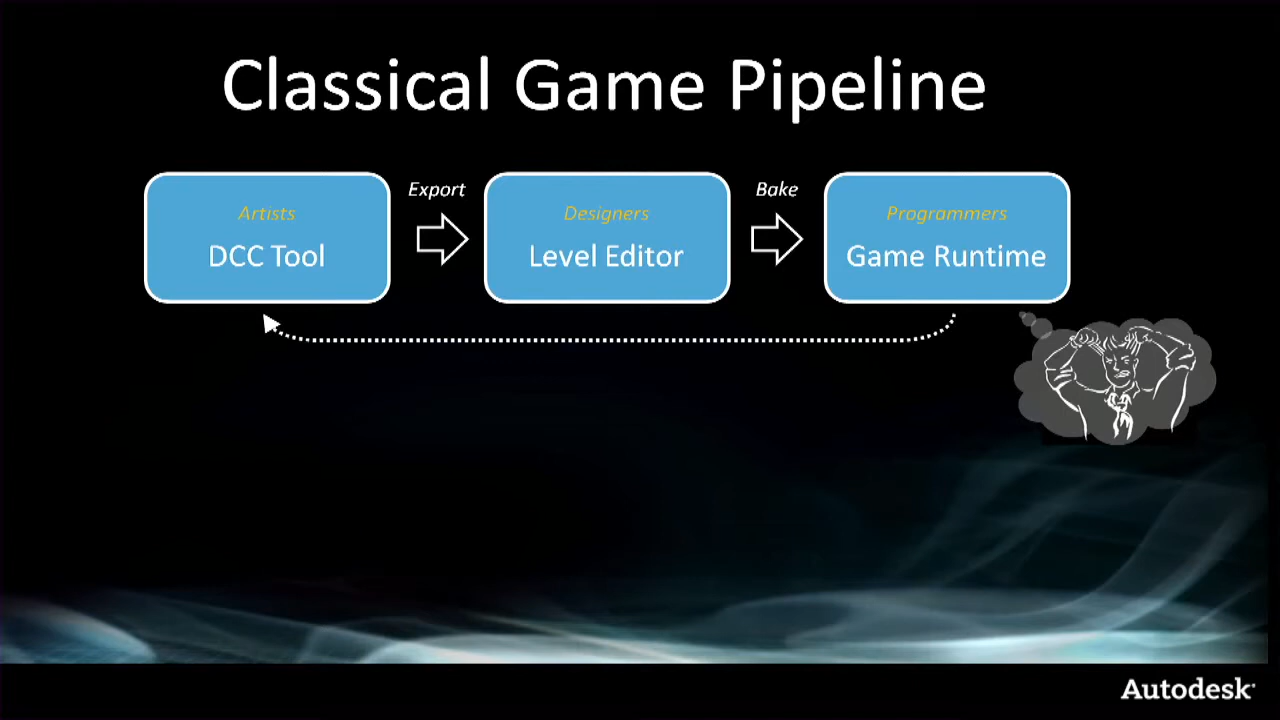 Classical Game Pipeline
Export
Bake
Artists
Designers
Programmers
DCC Tool
Level Editor
Game Runtime
Autodesk